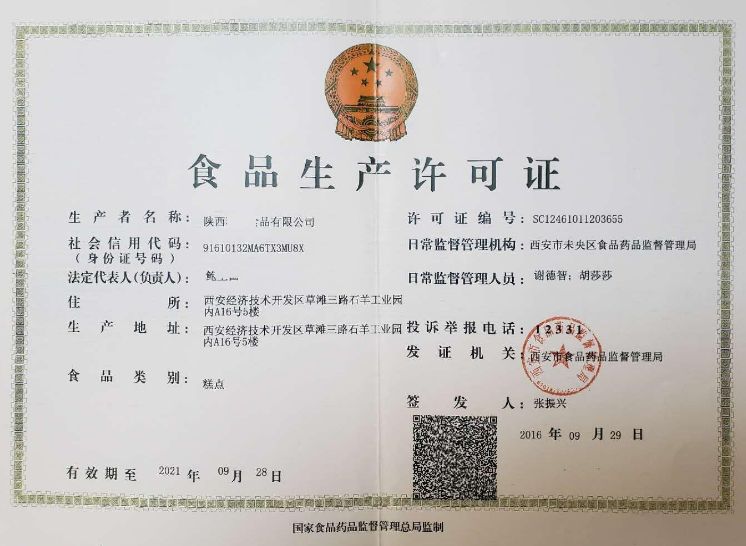 食品生产许可证
生产者名称：陕西 品有限公司
社会信用代码：91610132MA6TX3MU8X
（身份证号码）
法定代表人(负责人)：
住所：西安经济技术开发区草滩三路石羊工业园
内A16号5楼
生产地址：西安经济技术开发区草滩三路石羊工业园
内A16号5楼
食品类别：糕点
有效期至 2021 年 09 月 28 日
许可证编号：SC12461011203655
日常监督管理机构：西安市未央区食品药品监督管理局
日常监督管理人员：谢德智；胡莎莎
投诉举报电话：12331
发证机关：西安市食品药品监督管理局
签发人：张振兴
2016 年 09 月 29 日
国家食品药品监督管理总局监制